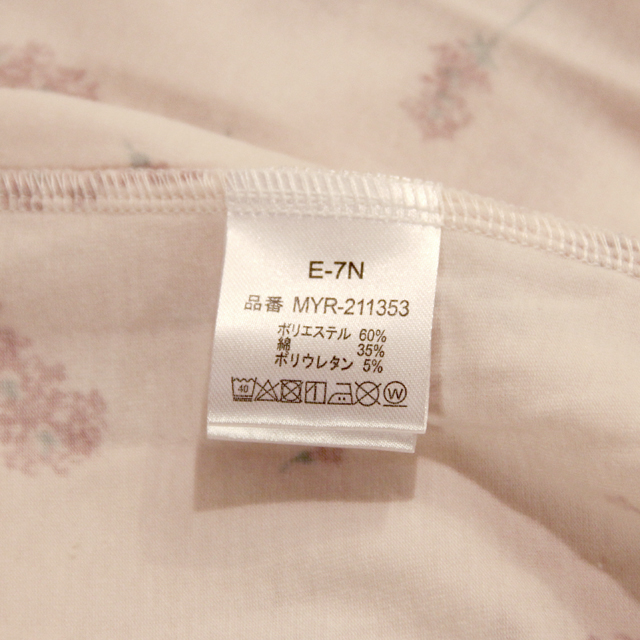 E-7N
品番 MYR-211353
ポリエステル 60%
綿 35%
ポリウレタン 5%
40 W